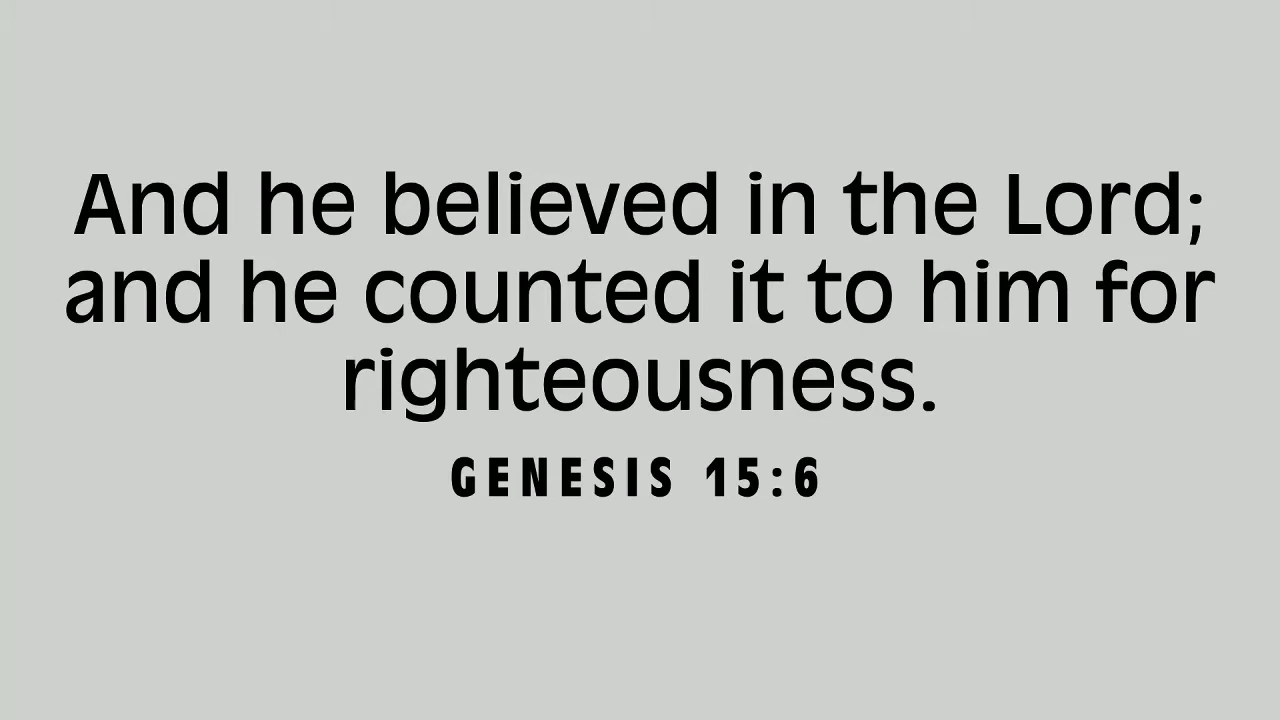 And he believed in the Lord;
and he counted it to him for
righteousness.
GENESIS 15:6